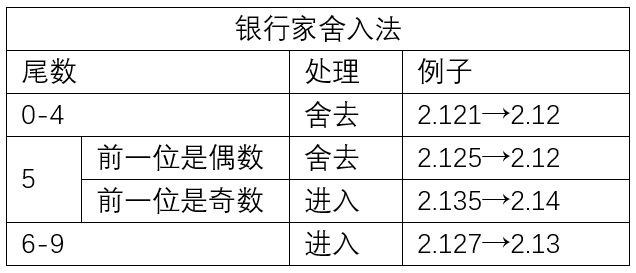 银行家舍入法
尾数 处理 例子
0-4 舍去 2.121→2.12
5 前一位是偶数 舍去 2.125→2.12
前一位是奇数 进入 2.135→2.14
6-9 进入 2.127→2.13